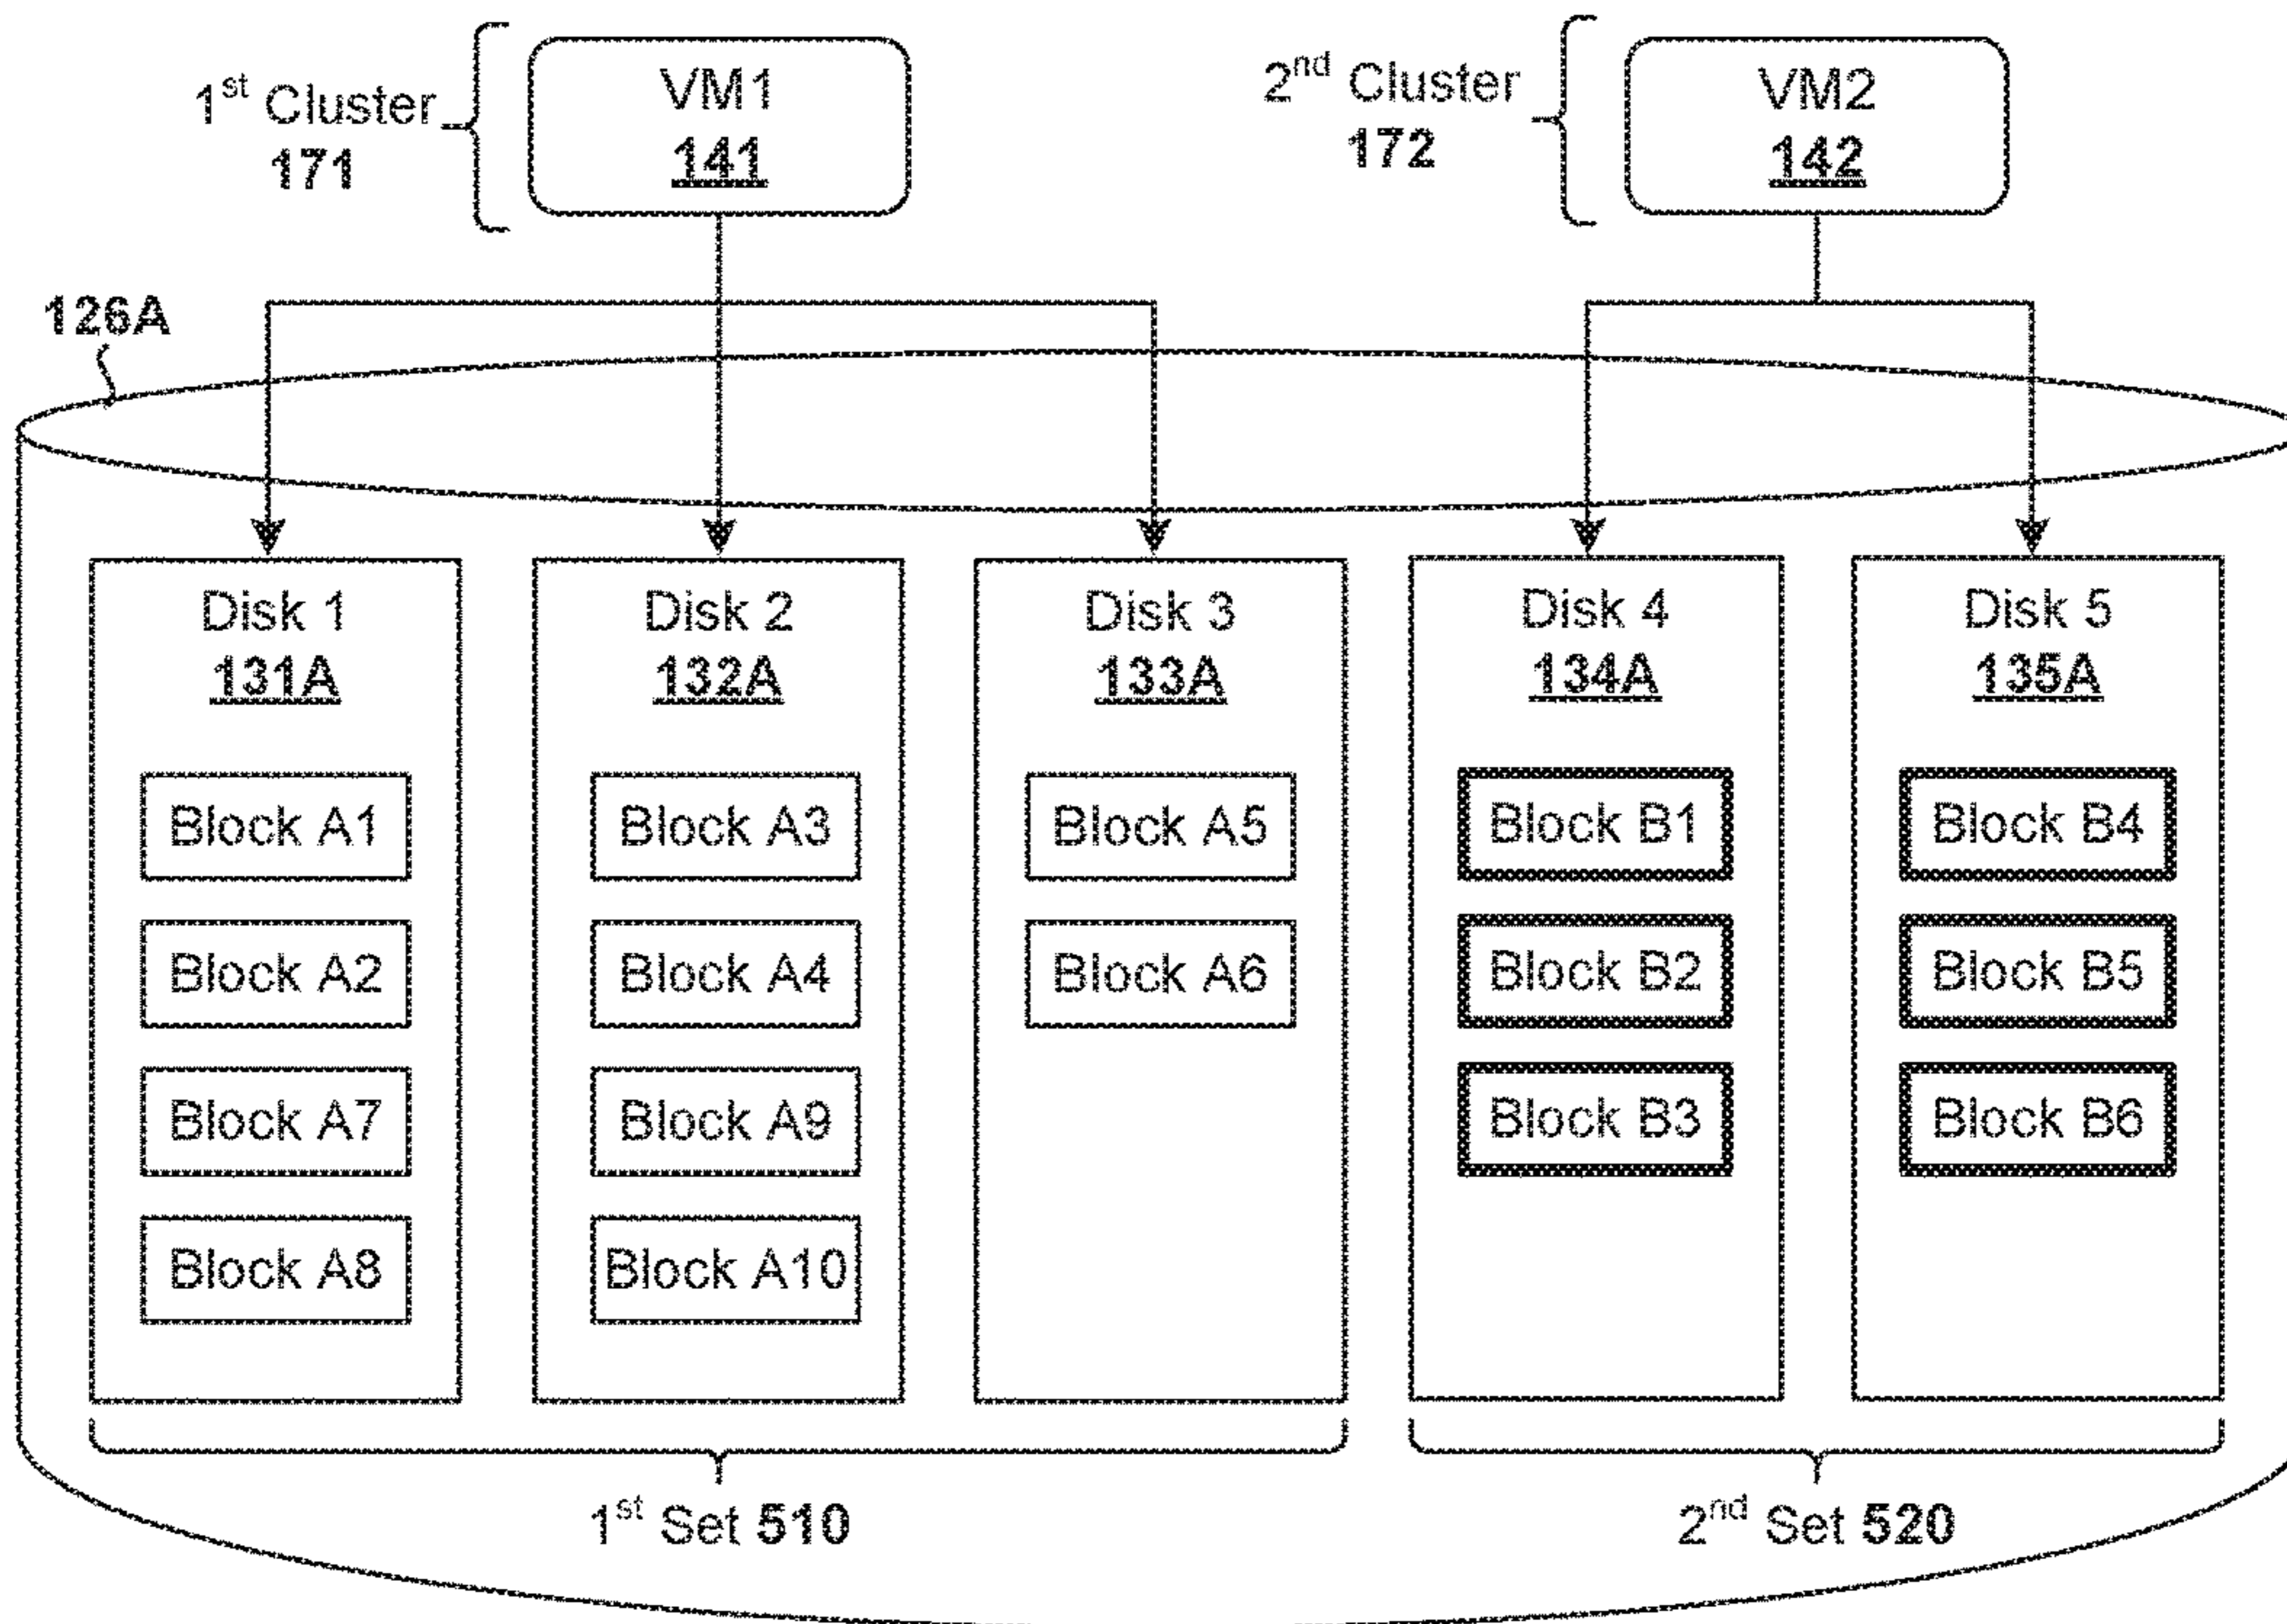 1st Cluster
171
VM1
141
2nd Cluster
172
VM2
142
126A
Disk 1
131A
Block A1
Block A2
Block A7
Block A8
Disk 2
132A
Block A3
Block A4
Block A9
Block A10
Disk 3
133A
Block A5
Block A6
Disk 4
134A
Block B1
Block B2
Block B3
Disk 5
135A
Block B4
Block B5
Block B6
1st Set 510
2nd Set 520